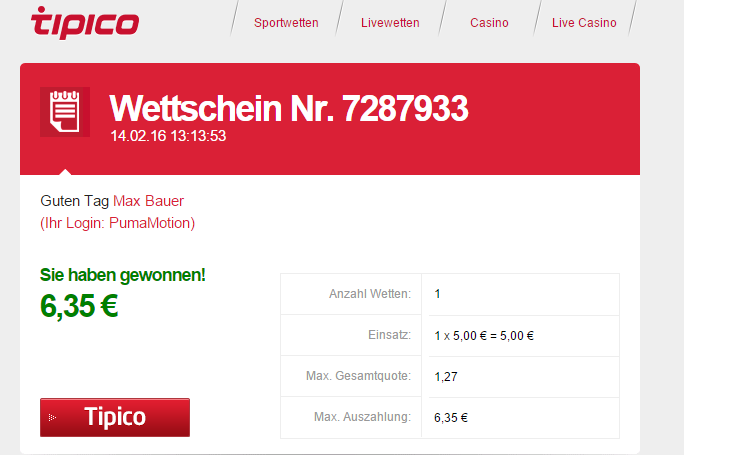 tipico
Sportwetten Livewetten Casino Live Casino
Wettschein Nr. 7287933
14.02.16 13:13:53
Guten Tag Max Bauer
(Ihr Login: PumaMotion)
Sie haben gewonnen!
6,35 €
Anzahl Wetten: 1
Einsatz: 1 x 5,00 € = 5,00 €
Max. Gesamtquote: 1,27
Max. Auszahlung: 6,35 €
Tipico